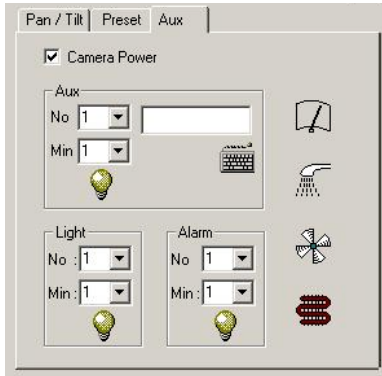 Pan / Tilt Preset Aux
Camera Power
Aux
No 1
Min 1
Light Alarm
No : 1 No 1
Min : 1 Min : 1